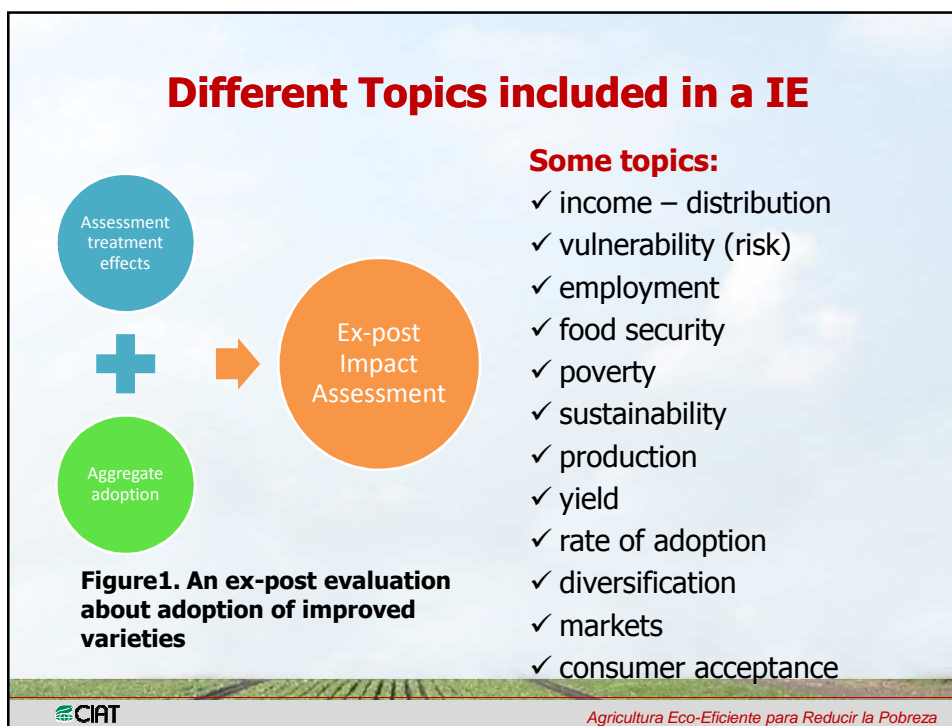 Different Topics included in a IE
Assessment
treatment
effects
Aggregate
adoption
Ex-post
Impact
Assessment
Figure1. An ex-post evaluation
about adoption of improved
varieties
Some topics:
✓ income – distribution
✓ vulnerability (risk)
✓ employment
✓ food security
✓ poverty
✓ sustainability
✓ production
✓ yield
✓ rate of adoption
✓ diversification
✓ markets
✓ consumer acceptance
CIAT
Agricultura Eco-Eficiente para Reducir la Pobreza